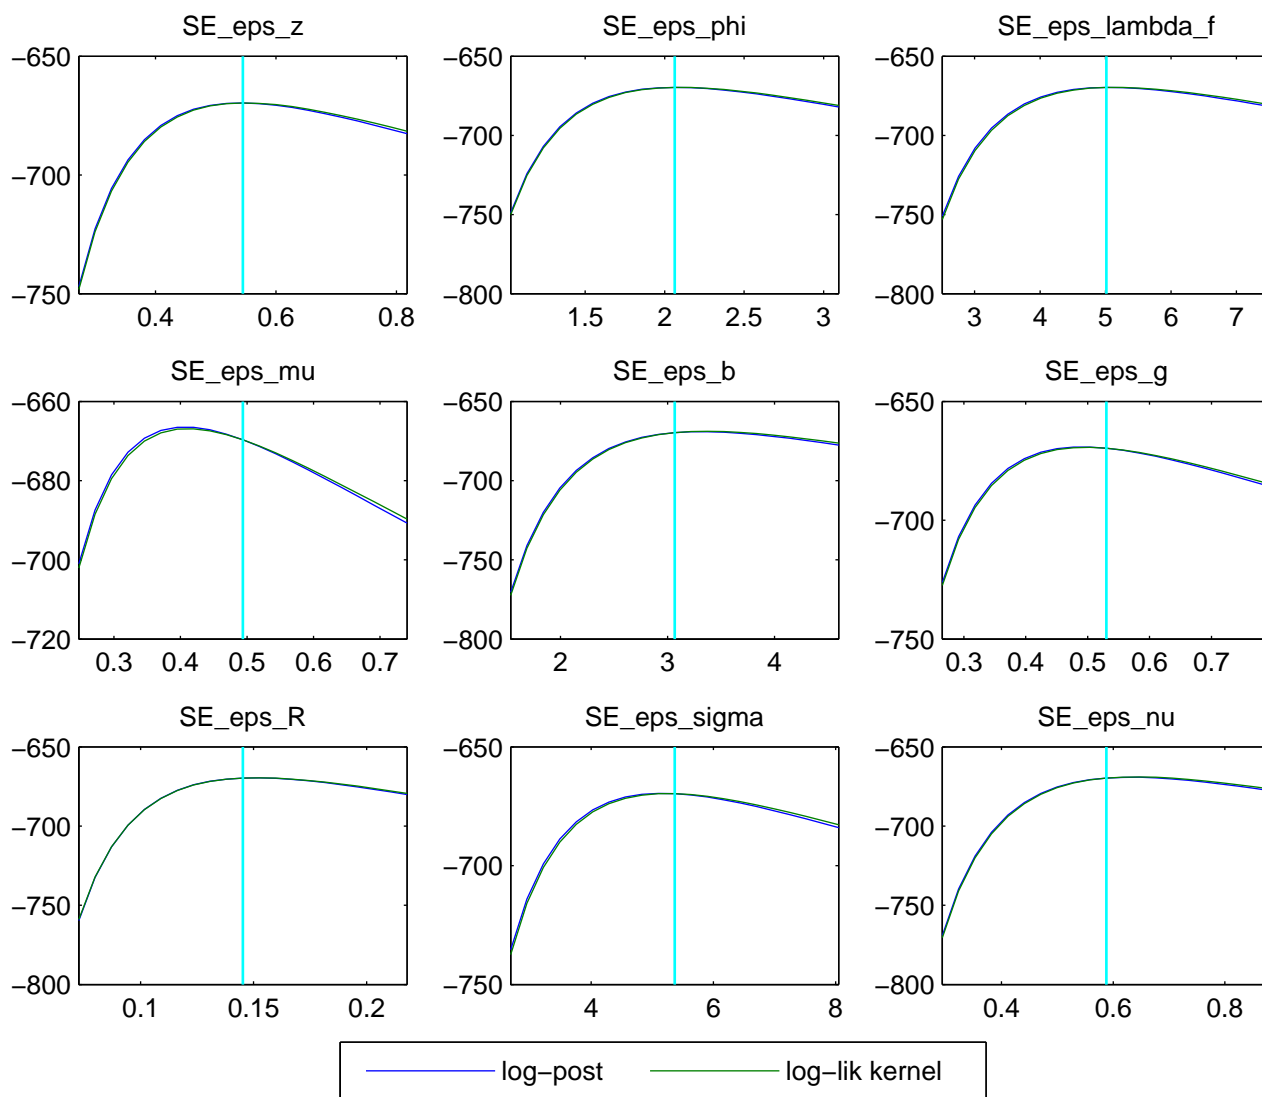 SE_eps_z SE_eps_phi SE_eps_lambda_f
−650 −650 −650
−700 −700 −700
−750 −750
−750 −800 −800
0.4 0.6 0.8 1.5 2 2.5 3 3 4 5 6 7
SE_eps_mu SE_eps_b SE_eps_g
−660 −650 −650
−680 −700
−700
−700 −750
−720 −800 −750
0.3 0.4 0.5 0.6 0.7 2 3 4 0.3 0.4 0.5 0.6 0.7
SE_eps_R SE_eps_sigma SE_eps_nu
−650 −650 −650
−700 −700
−700
−750 −750
−800 −750 −800
0.1 0.15 0.2 4 6 8 0.4 0.6 0.8
log−post log−lik kernel